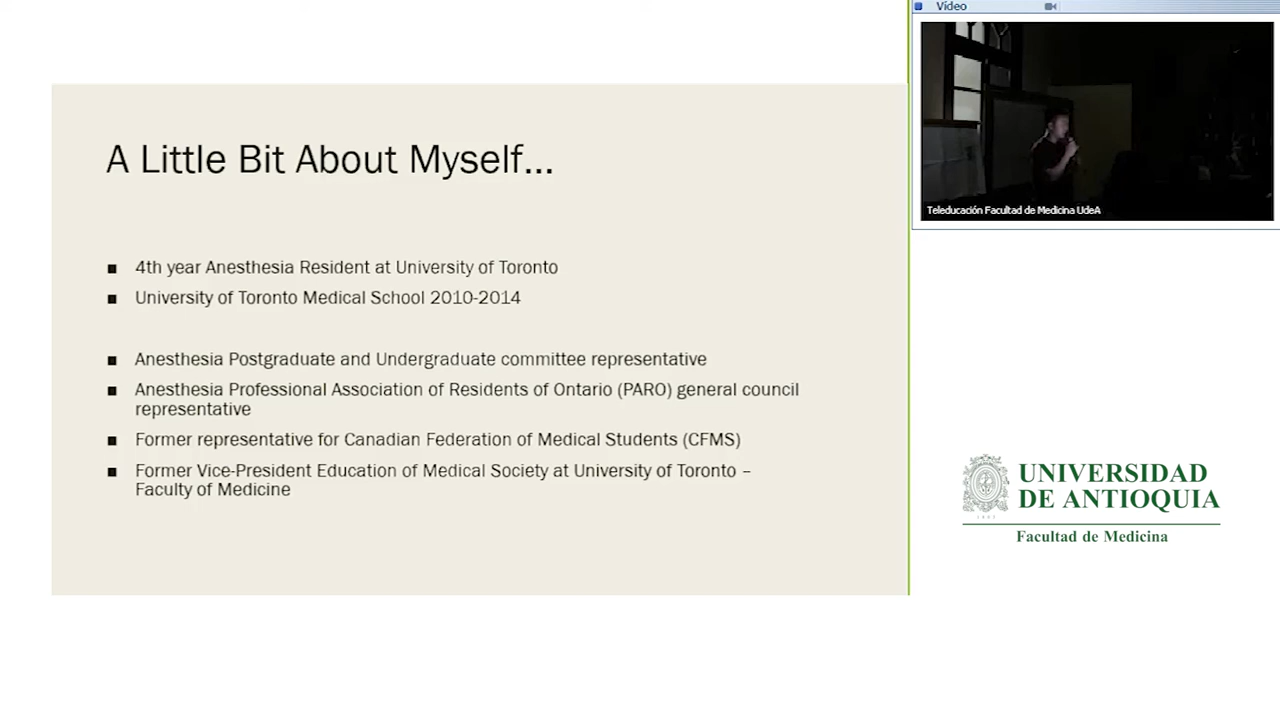 Vídeo
Teleducación Facultad de Medicina UdeA
A Little Bit About Myself...
■ 4th year Anesthesia Resident at University of Toronto
■ University of Toronto Medical School 2010-2014
■ Anesthesia Postgraduate and Undergraduate committee representative
■ Anesthesia Professional Association of Residents of Ontario (PARO) general council
representative
■ Former representative for Canadian Federation of Medical Students (CFMS)
■ Former Vice-President Education of Medical Society at University of Toronto –
Faculty of Medicine
UNIVERSIDAD
DE ANTIOQUIA
Facultad de Medicina